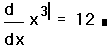 d/dx x³| = 12 ▪